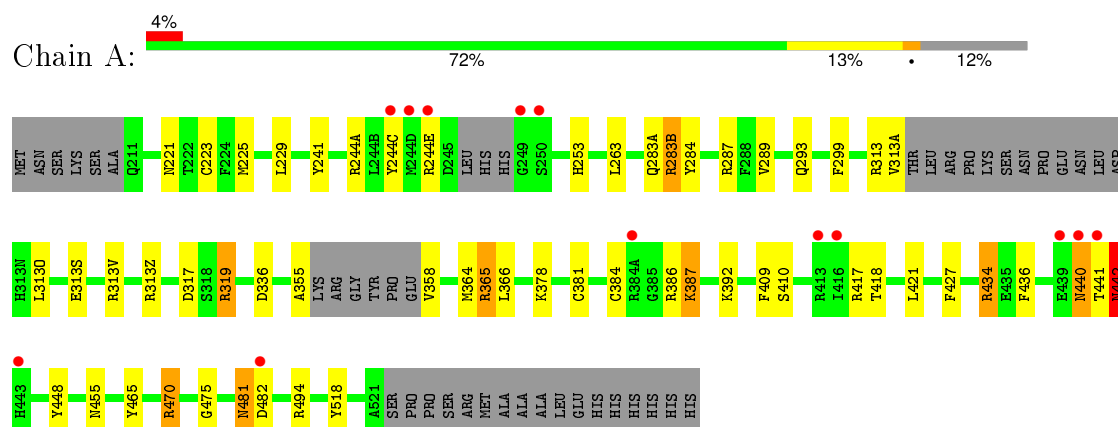 4%
Chain A:
72% 13% • 12%
MET ASN SER LYS SER ALA Q211 N221 T222 C223 F224 M225 L229 Y241 R244A L244B Y244C M244D R244E D245 LEU HIS HIS G249 S250 H253 L263 Q283A R283B Y284 R287 F288 V289 Q293 F299 R313 V313A THR LEU ARG PRO LYS SER ASN PRO GLU ASN LEU ASP
H313N L313O E313S R313V R313Z D317 S318 R319 D336 A355 LYS ARG GLY TYR PRO GLU V358 M364 R365 L366 K378 C381 C384 R384A G385 R386 K387 K392 F409 S410 R413 I416 R417 T418 L421 F427 R434 E435 F436 E439 N440 T441 N442
H443 Y448 N455 Y465 R470 G475 N481 D482 R494 Y518 A521 SER PRO PRO SER ARG MET ALA ALA ALA LEU GLU HIS HIS HIS HIS HIS HIS